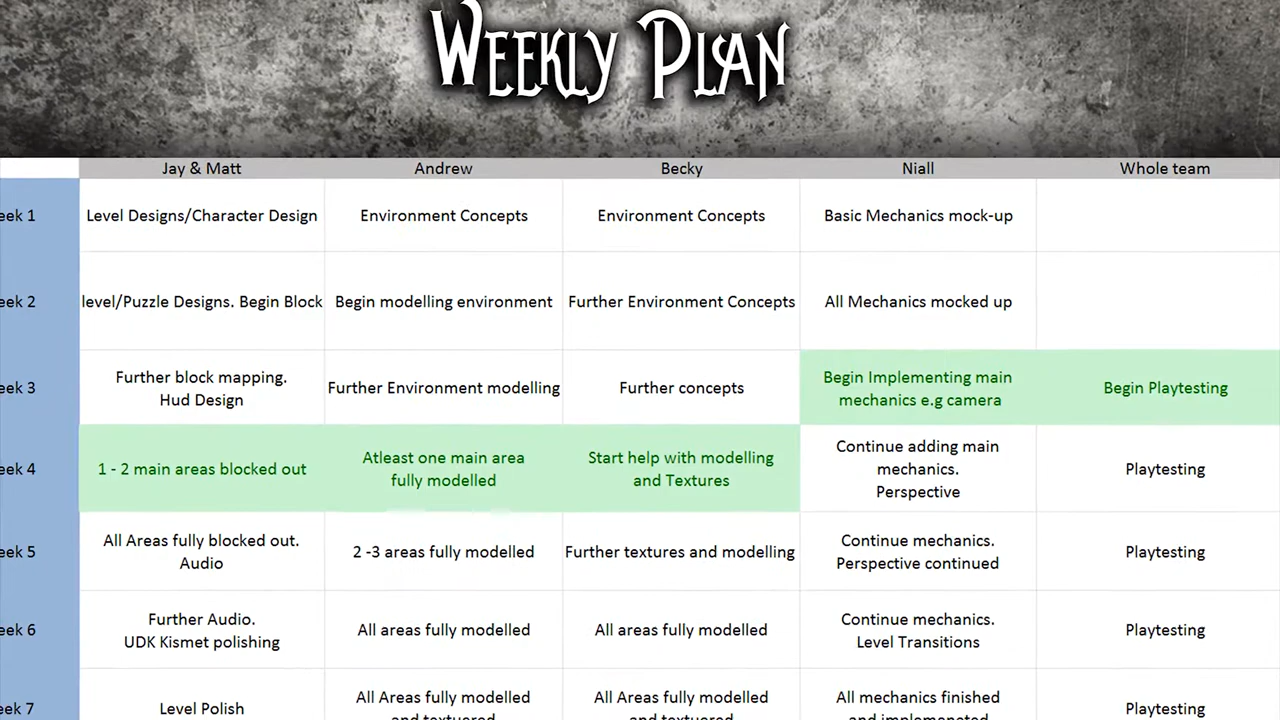 Weekly Plan
Jay & Matt Andrew Becky Niall Whole team
eek 1 Level Designs/Character Design Environment Concepts Environment Concepts Basic Mechanics mock-up
eek 2 level/Puzzle Designs. Begin Block Begin modelling environment Further Environment Concepts All Mechanics mocked up
eek 3
Further block mapping.
Hud Design
Further Environment modelling
Further concepts
Begin Implementing main
mechanics e.g camera
Begin Playtesting
eek 4
1 - 2 main areas blocked out
Atleast one main area
fully modelled
Start help with modelling
and Textures
Continue adding main
mechanics.
Perspective
Playtesting
eek 5
All Areas fully blocked out.
Audio
2 -3 areas fully modelled
Further textures and modelling
Continue mechanics.
Perspective continued
Playtesting
eek 6
Further Audio.
UDK Kismet polishing
All areas fully modelled
All areas fully modelled
Continue mechanics.
Level Transitions
Playtesting
eek 7
Level Polish
All Areas fully modelled
and textuered
All Areas fully modelled
and textuered
All mechanics finished
and implemaneted
Playtesting